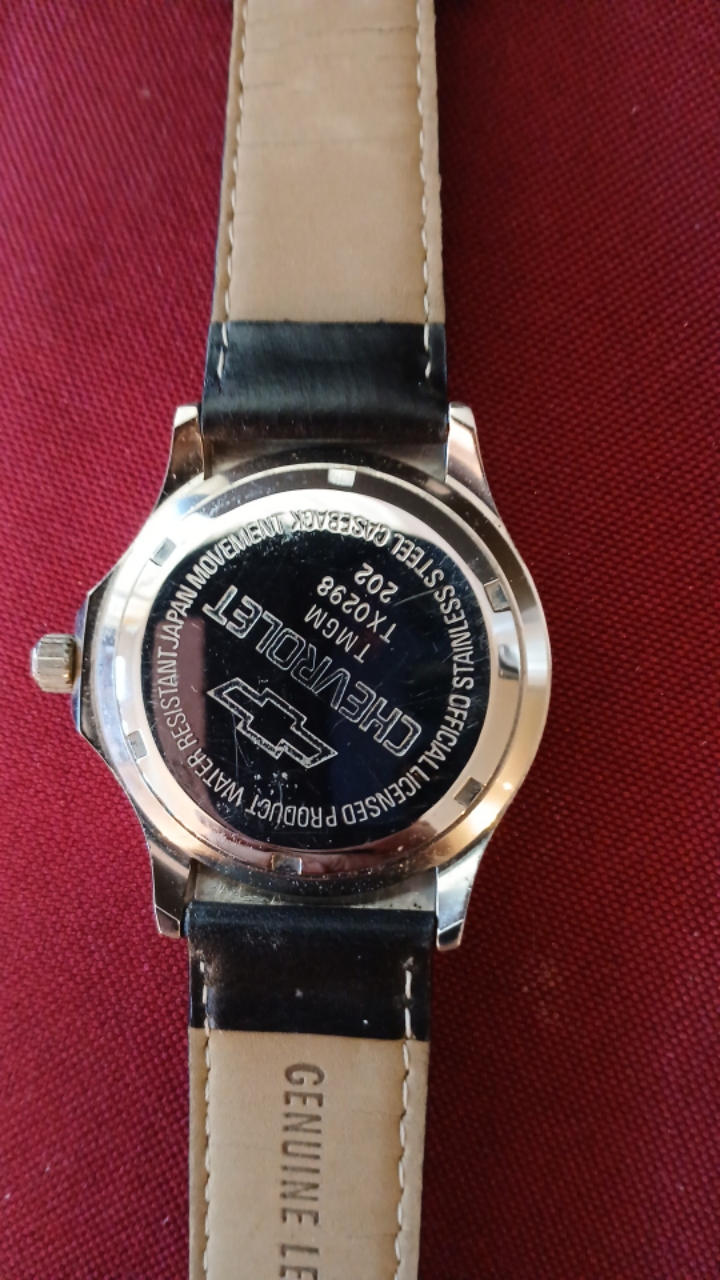 CHEVROLET
TMGM
TX0298
202
STAINLESS STEEL CASEBACK
OFFICIAL LICENSED PRODUCT WATER RESISTANT JAPAN MOVEMENT
GENUINE LE